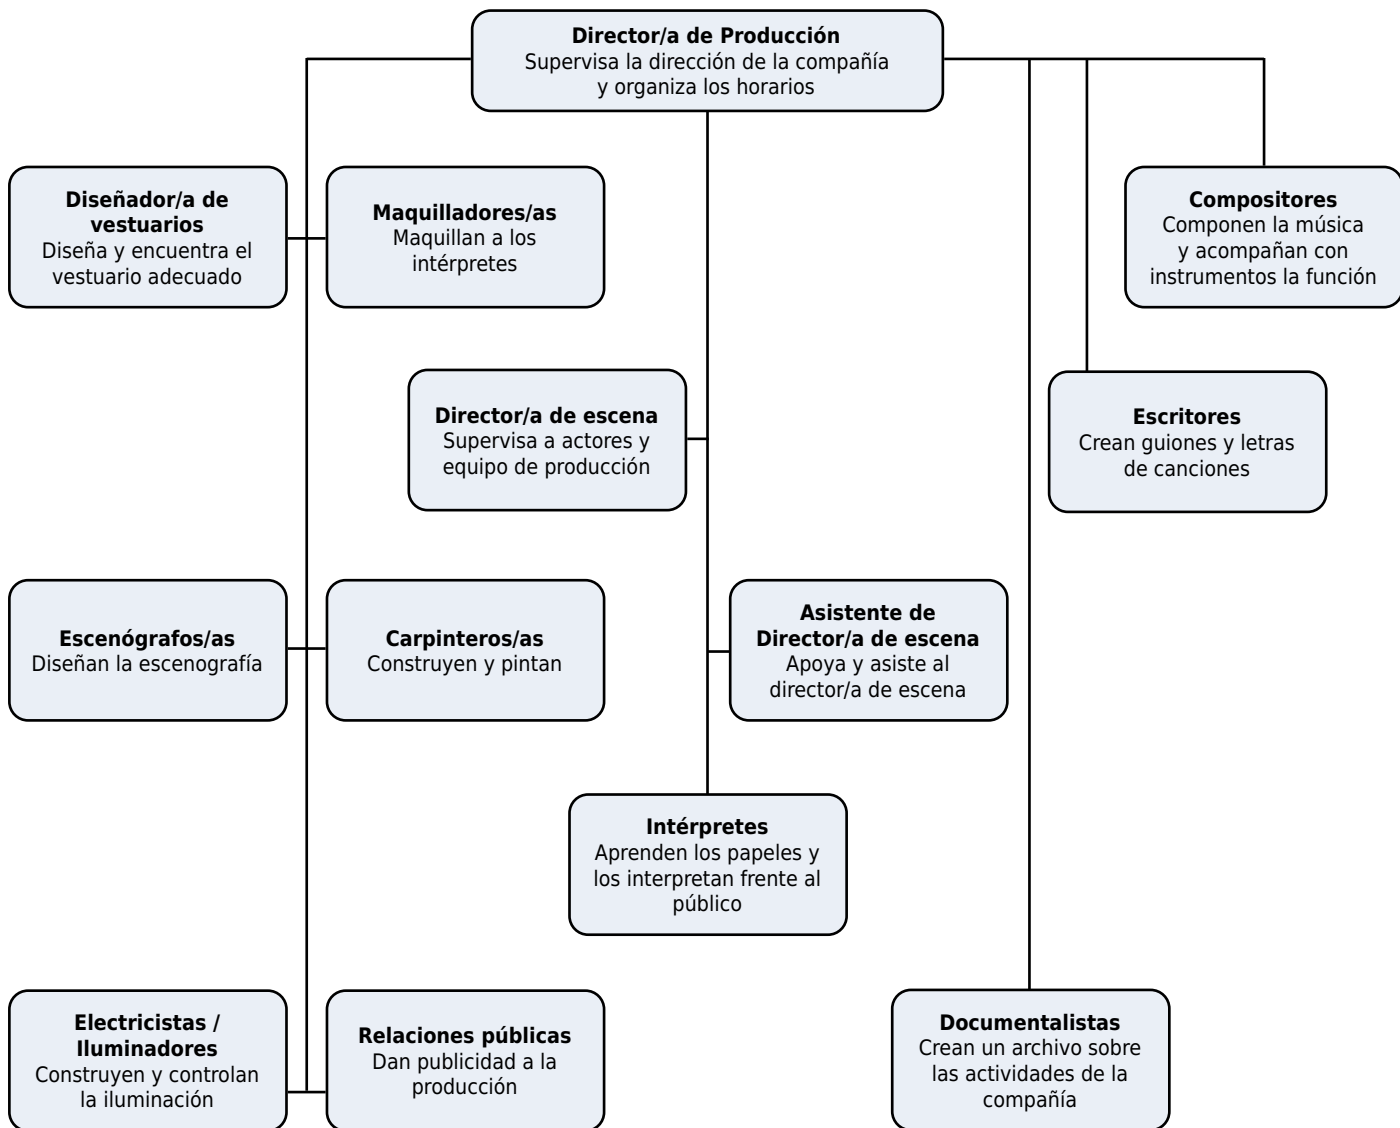 Director/a de Producción
Supervisa la dirección de la compañía
y organiza los horarios
Diseñador/a de
vestuarios
Diseña y encuentra el
vestuario adecuado
Maquilladores/as
Maquillan a los
intérpretes
Compositores
Componen la música
y acompañan con
instrumentos la función
Director/a de escena
Supervisa a actores y
equipo de producción
Escritores
Crean guiones y letras
de canciones
Escenógrafos/as
Diseñan la escenografía
Carpinteros/as
Construyen y pintan
Asistente de
Director/a de escena
Apoya y asiste al
director/a de escena
Intérpretes
Aprenden los papeles y
los interpretan frente al
público
Electricistas /
Iluminadores
Construyen y controlan
la iluminación
Relaciones públicas
Dan publicidad a la
producción
Documentalistas
Crean un archivo sobre
las actividades de la
compañía